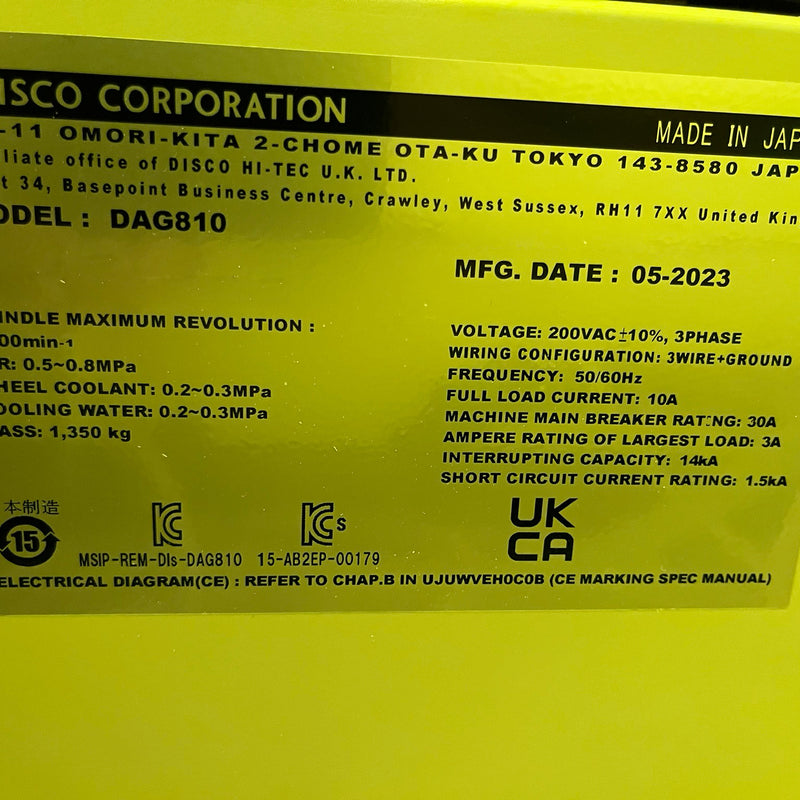 ISCO CORPORATION
MADE IN JAP
-11 OMORI-KITA 2-CHOME OTA-KU TOKYO 143-8580 JAP
liate office of DISCO HI-TEC U.K. LTD.
t 34, Basepoint Business Centre, Crawley, West Sussex, RH11 7XX United Kin
ODEL : DAG810
MFG. DATE : 05-2023
INDLE MAXIMUM REVOLUTION :
00min-1
R: 0.5~0.8MPa
HEEL COOLANT: 0.2~0.3MPa
OOLING WATER: 0.2~0.3MPa
ASS: 1,350 kg
VOLTAGE: 200VAC±10%, 3PHASE
WIRING CONFIGURATION: 3WIRE+GROUND
FREQUENCY: 50/60Hz
FULL LOAD CURRENT: 10A
MACHINE MAIN BREAKER RATING: 30A
AMPERE RATING OF LARGEST LOAD: 3A
INTERRUPTING CAPACITY: 14kA
SHORT CIRCUIT CURRENT RATING: 1.5kA
本制造
15
KC
KC S
UK
CA
MSIP-REM-DIs-DAG810 15-AB2EP-00179
ELECTRICAL DIAGRAM(CE) : REFER TO CHAP.B IN UJUWVEH0C0B (CE MARKING SPEC MANUAL)